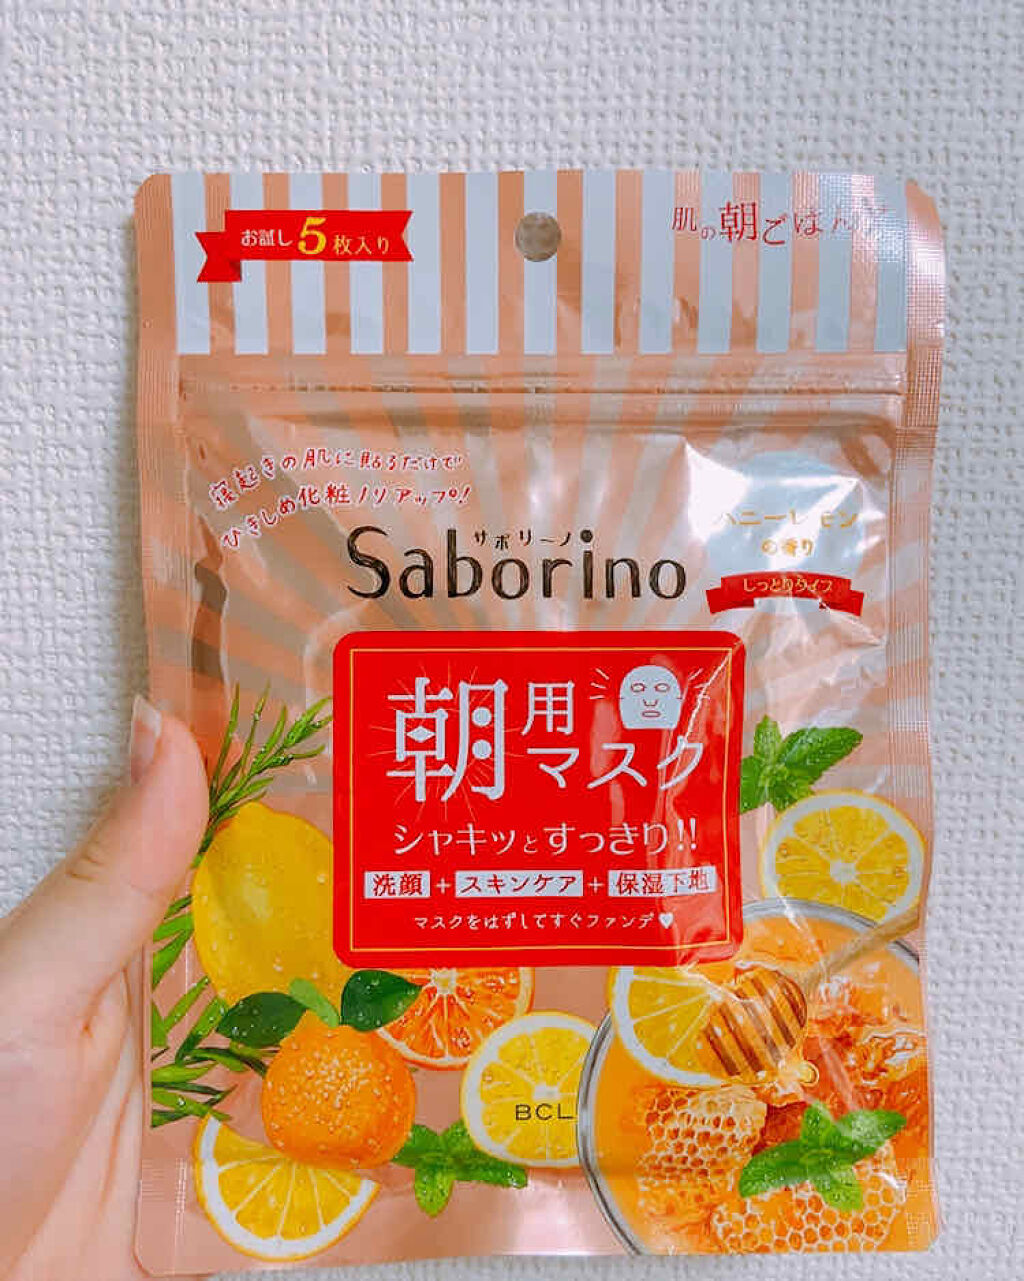 お試し5枚入り
肌の朝ごはん
寝起きの肌に貼るだけで
ひきしめ化粧ノリアップ!
サボリーノ
Saborino
ハニーレモン
の香り
しっとりタイプ
朝用
マスク
シャキッとすっきり!!
洗顔+スキンケア+保湿下地
マスクをはずしてすぐファンデ♥
BCL